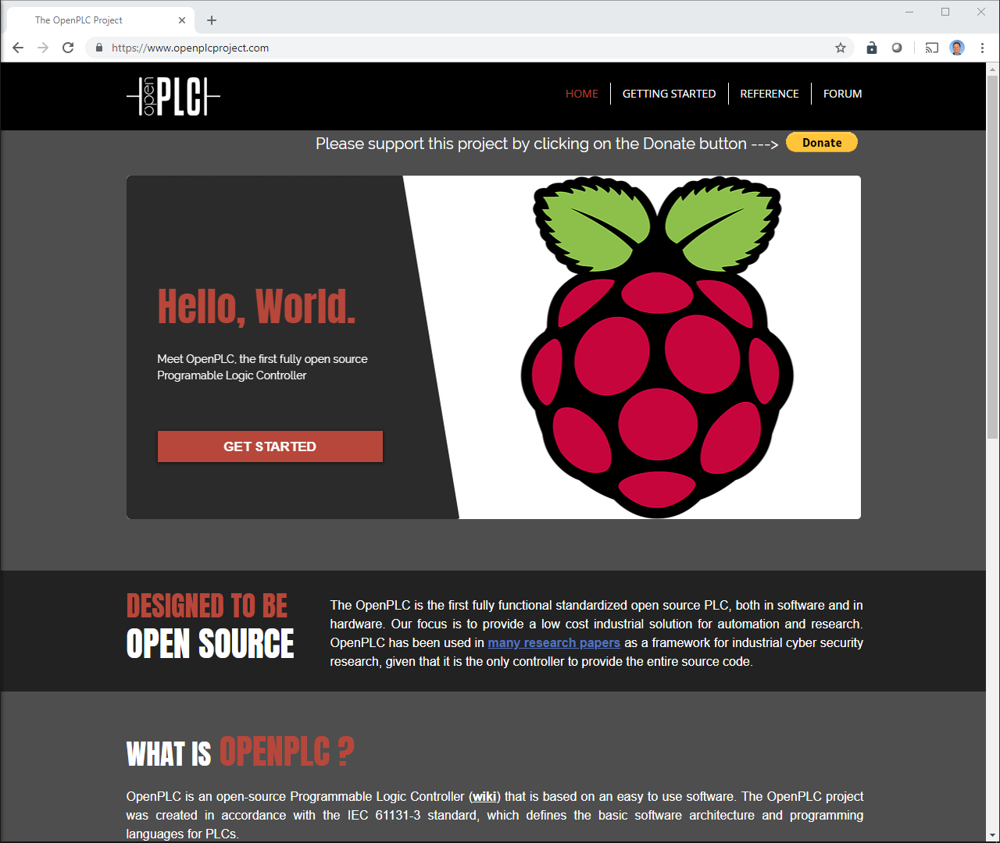 The OpenPLC Project
https://www.openplcproject.com
open PLC
HOME
GETTING STARTED
REFERENCE
FORUM
Please support this project by clicking on the Donate button --->
Donate
Hello, World.
Meet OpenPLC, the first fully open source
Programable Logic Controller
GET STARTED
DESIGNED TO BE
OPEN SOURCE
The OpenPLC is the first fully functional standardized open source PLC, both in software and in
hardware. Our focus is to provide a low cost industrial solution for automation and research.
OpenPLC has been used in many research papers as a framework for industrial cyber security
research, given that it is the only controller to provide the entire source code.
WHAT IS OPENPLC ?
OpenPLC is an open-source Programmable Logic Controller (wiki) that is based on an easy to use software. The OpenPLC project
was created in accordance with the IEC 61131-3 standard, which defines the basic software architecture and programming
languages for PLCs.